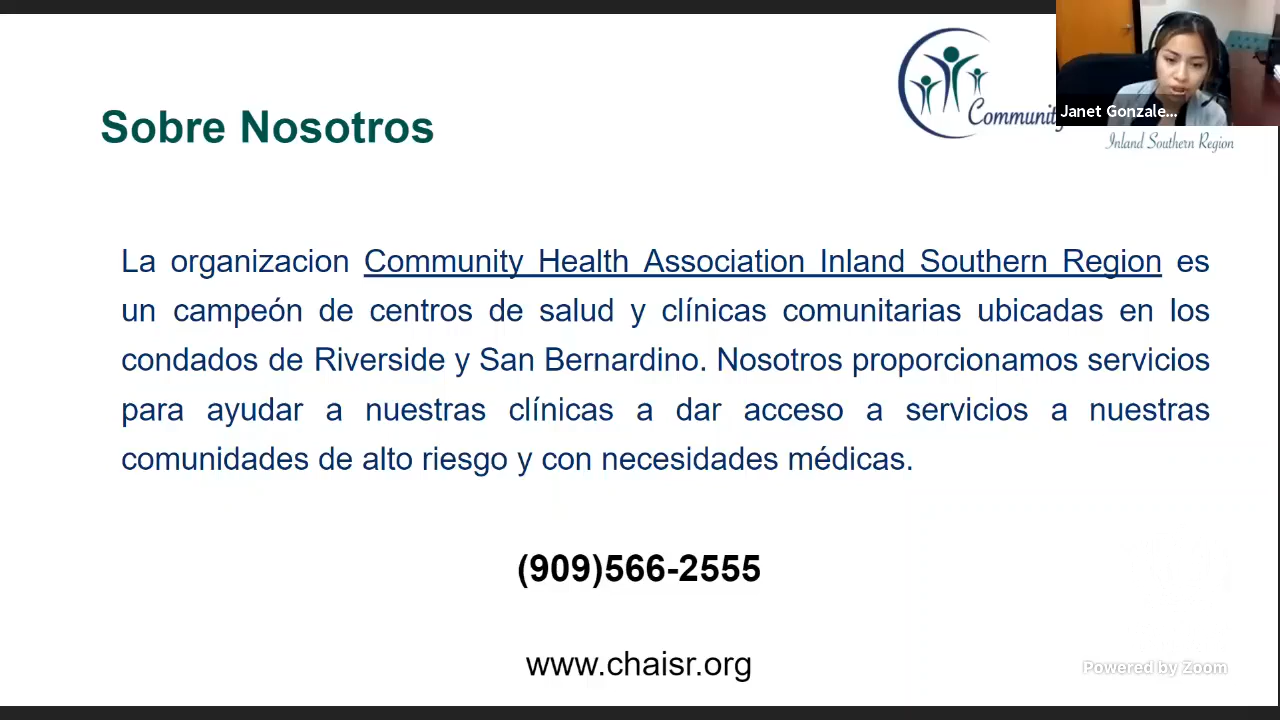 Sobre Nosotros
Community
Inland Southern Region
Janet Gonzale...
La organizacion Community Health Association Inland Southern Region es
un campeón de centros de salud y clínicas comunitarias ubicadas en los
condados de Riverside y San Bernardino. Nosotros proporcionamos servicios
para ayudar a nuestras clínicas a dar acceso a servicios a nuestras
comunidades de alto riesgo y con necesidades médicas.
(909)566-2555
www.chaisr.org
Powered by Zoom